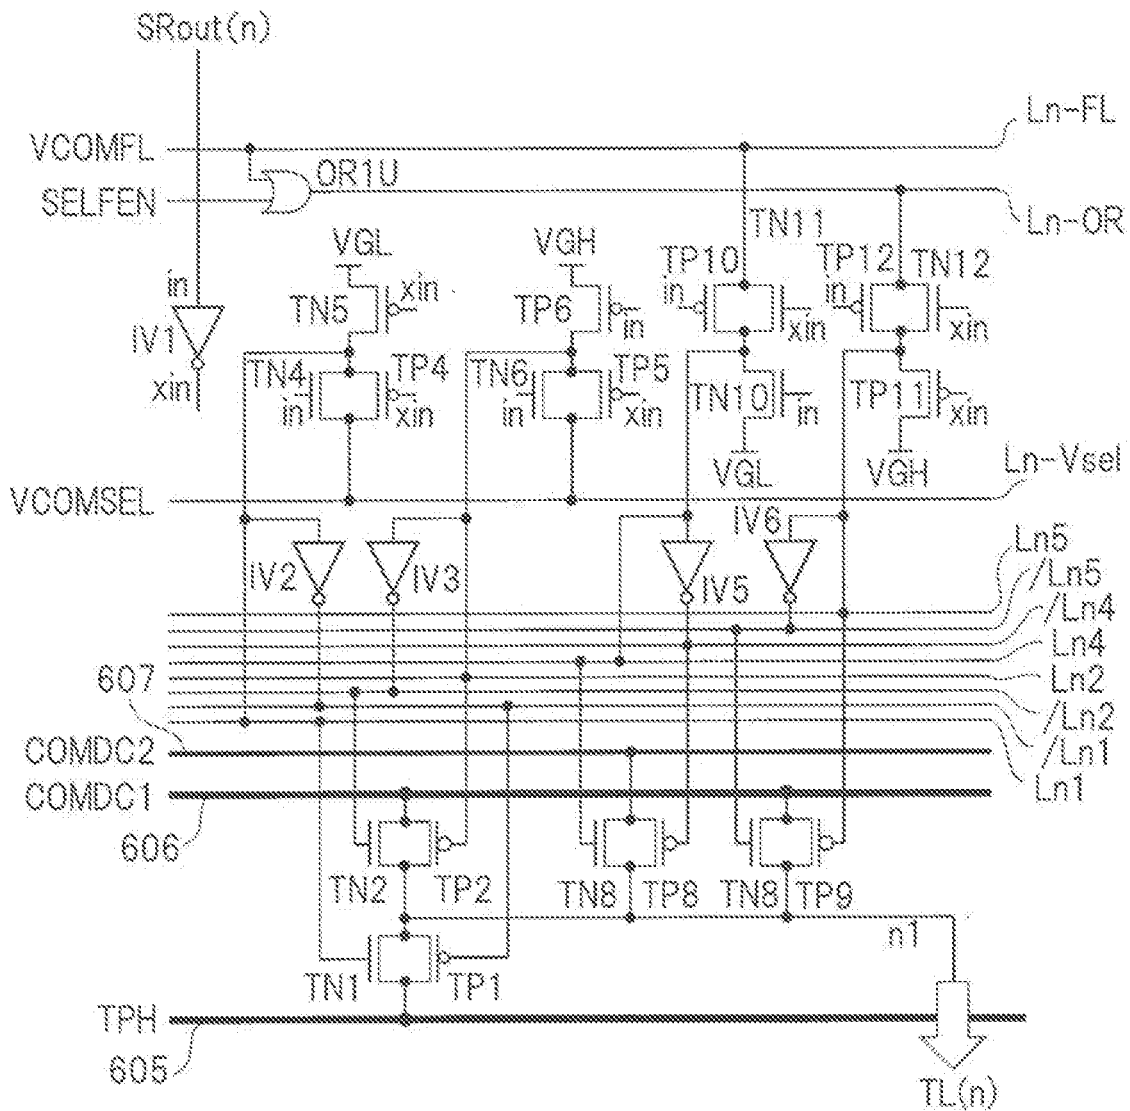 SRout(n)
Ln-FL
VCOMFL
OR1U
SELFEN
Ln-OR
TN11
VGL
VGH
TP10
TP12
TN12
in
xin
in
in
TN5
TP6
in
xin
xin
IV1
TN4
TP4
TN6
TP5
xin
in
xin
in
xin
TN10
in
TP11
xin
VGL
VGH
Ln-Vsel
VCOMSEL
IV6
Ln5
IV2
IV3
IV5
/Ln5
/Ln4
Ln4
607
Ln2
/Ln2
COMDC2
/Ln1
COMDC1
Ln1
606
TN2
TP2
TN8
TP8
TN8
TP9
n1
TN1
TP1
TPH
605
TL(n)